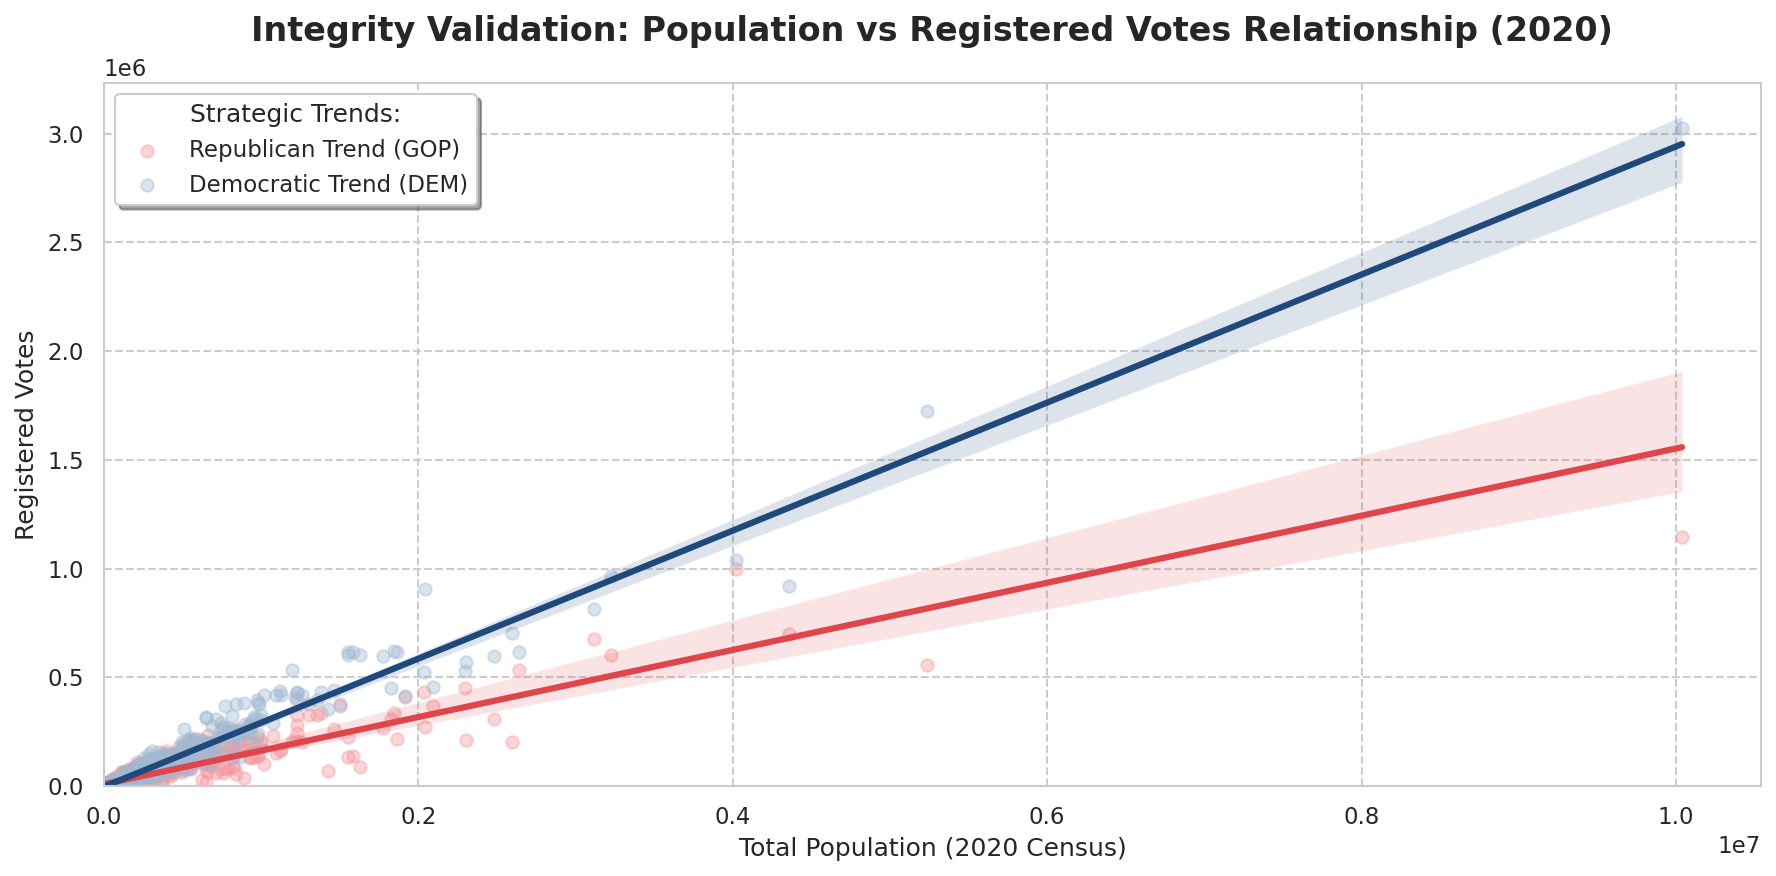 Integrity Validation: Population vs Registered Votes Relationship (2020)
1e6
Strategic Trends:
Republican Trend (GOP)
Democratic Trend (DEM)
3.0
2.5
2.0
1.5
1.0
0.5
0.0
Registered Votes
0.0 0.2 0.4 0.6 0.8 1.0
1e7
Total Population (2020 Census)